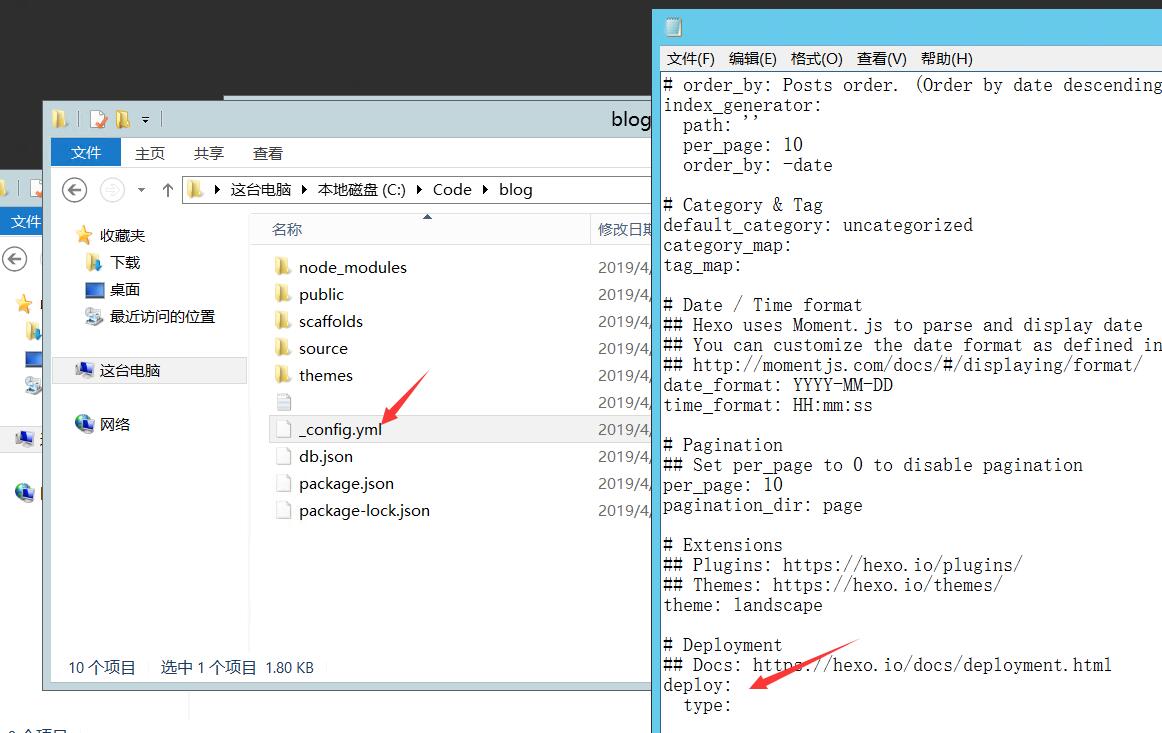 blog
文件
主页
共享
查看
这台电脑
本地磁盘 (C:)
Code
blog
名称
修改日期
收藏夹
下载
桌面
最近访问的位置
这台电脑
网络
node_modules
2019/4/
public
2019/4/
scaffolds
2019/4/
source
2019/4/
themes
2019/4/
2019/4/
_config.yml
2019/4/
db.json
2019/4/
package.json
2019/4/
package-lock.json
2019/4/
10 个项目
选中 1 个项目 1.80 KB
文件
文件(F) 编辑(E) 格式(O) 查看(V) 帮助(H)
# order_by: Posts order. (Order by date descending
index_generator:
  path: ''
  per_page: 10
  order_by: -date
# Category & Tag
default_category: uncategorized
category_map:
tag_map:
# Date / Time format
## Hexo uses Moment.js to parse and display date
## You can customize the date format as defined in
## http://momentjs.com/docs/#/displaying/format/
date_format: YYYY-MM-DD
time_format: HH:mm:ss
# Pagination
## Set per_page to 0 to disable pagination
per_page: 10
pagination_dir: page
# Extensions
## Plugins: https://hexo.io/plugins/
## Themes: https://hexo.io/themes/
theme: landscape
# Deployment
## Docs: https://hexo.io/docs/deployment.html
deploy:
  type: